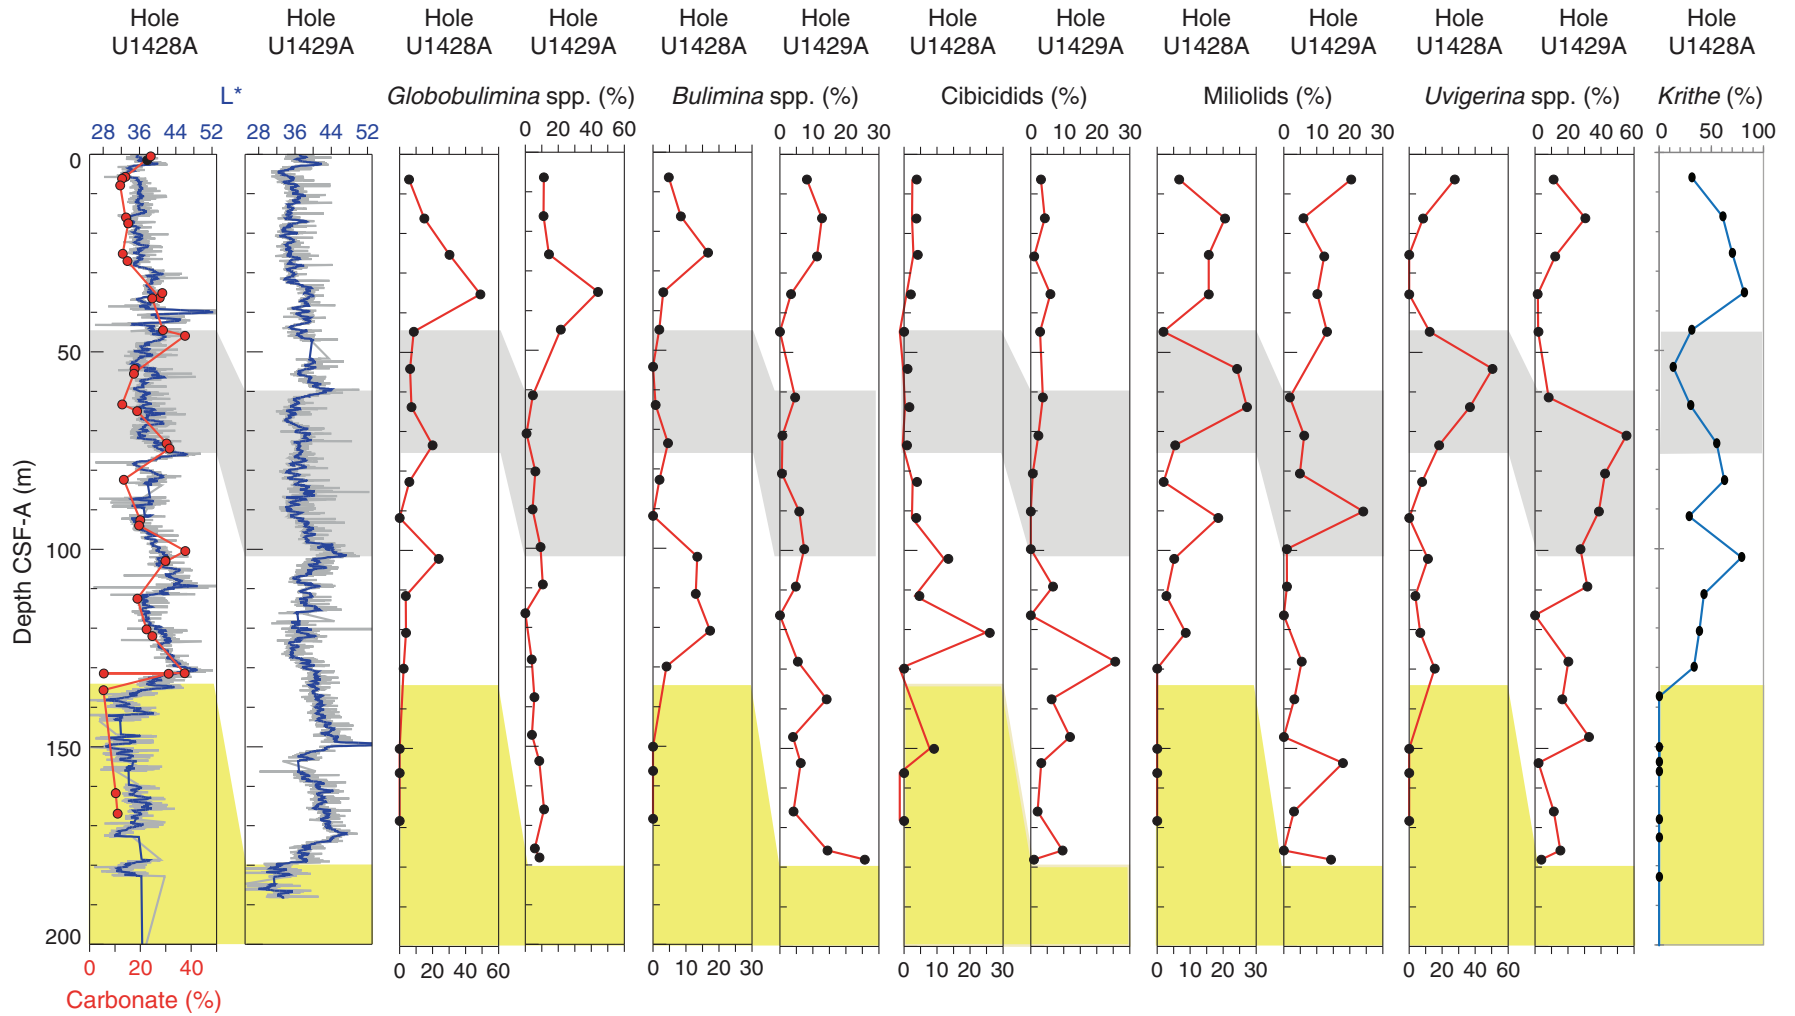 Hole Hole Hole Hole Hole Hole Hole Hole Hole Hole Hole Hole Hole
U1428A U1429A U1428A U1429A U1428A U1429A U1428A U1429A U1428A U1429A U1428A U1429A U1428A
L* Globobulimina spp. (%) Bulimina spp. (%) Cibicidids (%) Miliolids (%) Uvigerina spp. (%) Krithe (%)
28 36 44 52 28 36 44 52 0 20 40 60 0 10 20 30 0 10 20 30 0 10 20 30 0 20 40 60 0 50 100
0
50
100
150
200
Depth CSF-A (m)
0 20 40 0 20 40 60 0 10 20 30 0 10 20 30 0 10 20 30 0 20 40 60
Carbonate (%)